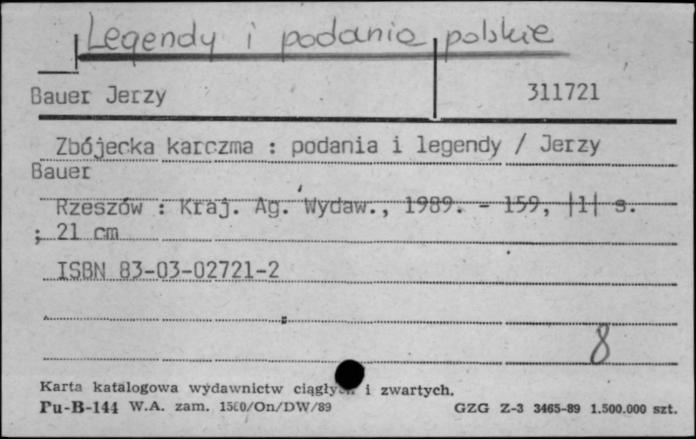 Legendy i podania polskie
Bauer Jerzy 311721
Zbójecka karczma : podania i legendy / Jerzy
Bauer
Rzeszów : Kraj. Ag. Wydaw., 1989. - 159, |1| s.
; 21 cm
ISBN 83-03-02721-2
8
Karta katalogowa wydawnictw ciągłych i zwartych.
Pu-B-144 W.A. zam. 1560/On/DW/89 GZG Z-3 3465-89 1.500.000 szt.